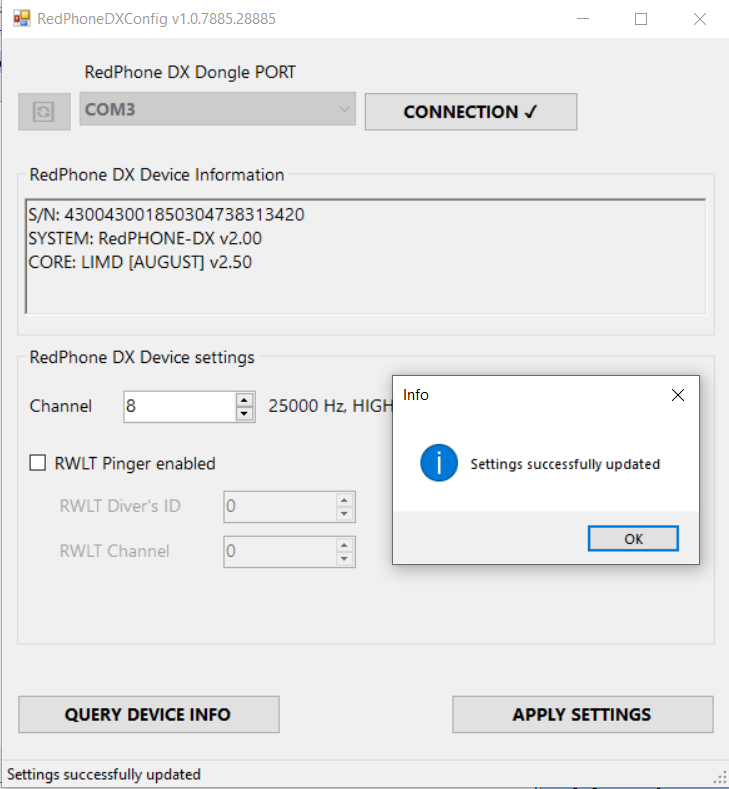 RedPhoneDXConfig v1.0.7885.28885
RedPhone DX Dongle PORT
COM3
CONNECTION ✓
RedPhone DX Device Information
S/N: 430043001850304738313420
SYSTEM: RedPHONE-DX v2.00
CORE: LIMD [AUGUST] v2.50
RedPhone DX Device settings
Channel 8 25000 Hz, HIGH
Info
Settings successfully updated
OK
RWLT Pinger enabled
RWLT Diver's ID 0
RWLT Channel 0
QUERY DEVICE INFO
APPLY SETTINGS
Settings successfully updated